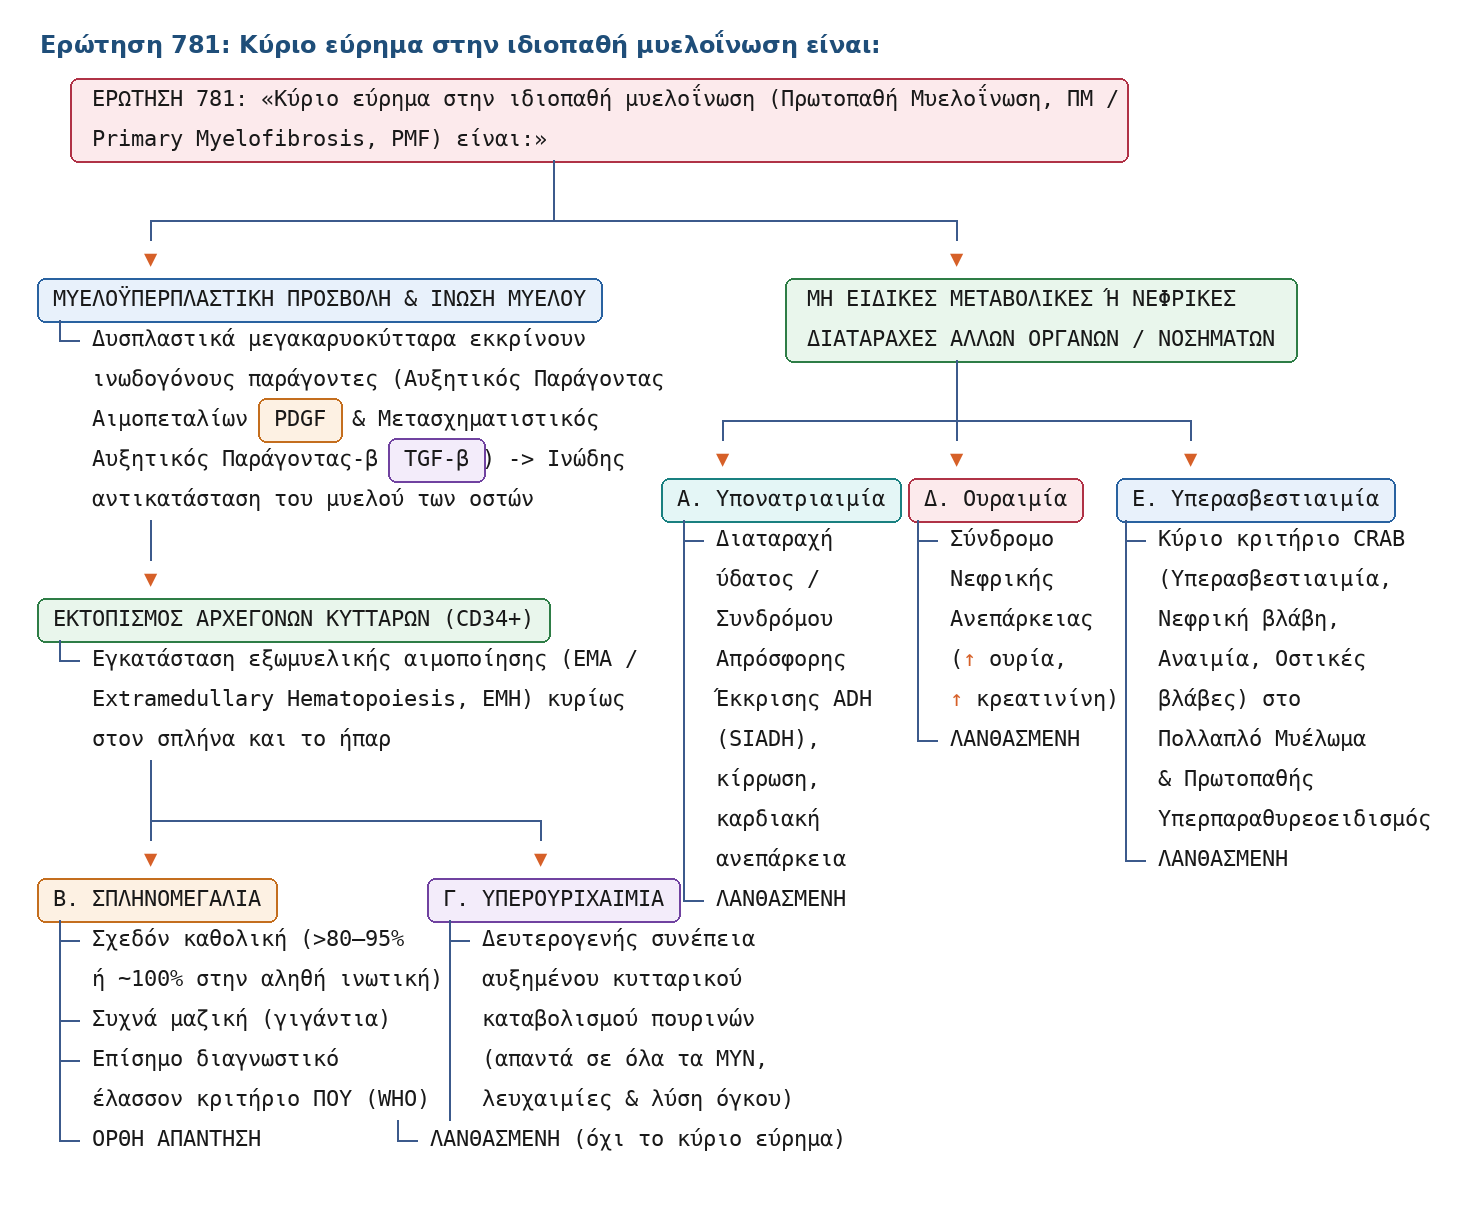 Ερώτηση 781: Κύριο εύρημα στην ιδιοπαθή μυελοΐνωση είναι:
ΕΡΩΤΗΣΗ 781: «Κύριο εύρημα στην ιδιοπαθή μυελοΐνωση (Πρωτοπαθή Μυελοΐνωση, ΠΜ /
Primary Myelofibrosis, PMF) είναι:»
ΜΥΕΛΟΫΠΕΡΠΛΑΣΤΙΚΗ ΠΡΟΣΒΟΛΗ & ΙΝΩΣΗ ΜΥΕΛΟΥ
Δυσπλαστικά μεγακαρυοκύτταρα εκκρίνουν
ινωδογόνους παράγοντες (Αυξητικός Παράγοντας
Αιμοπεταλίων PDGF & Μετασχηματιστικός
Αυξητικός Παράγοντας-β TGF-β) -> Ινώδης
αντικατάσταση του μυελού των οστών
ΕΚΤΟΠΙΣΜΟΣ ΑΡΧΕΓΟΝΩΝ ΚΥΤΤΑΡΩΝ (CD34+)
Εγκατάσταση εξωμυελικής αιμοποίησης (ΕΜΑ /
Extramedullary Hematopoiesis, EMH) κυρίως
στον σπλήνα και το ήπαρ
Β. ΣΠΛΗΝΟΜΕΓΑΛΙΑ
Σχεδόν καθολική (>80–95%
ή ~100% στην αληθή ινωτική)
Συχνά μαζική (γιγάντια)
Επίσημο διαγνωστικό
έλασσον κριτήριο ΠΟΥ (WHO)
ΟΡΘΗ ΑΠΑΝΤΗΣΗ
Γ. ΥΠΕΡΟΥΡΙΧΑΙΜΙΑ
Δευτερογενής συνέπεια
αυξημένου κυτταρικού
καταβολισμού πουρινών
(απαντά σε όλα τα ΜΥΝ,
λευχαιμίες & λύση όγκου)
ΛΑΝΘΑΣΜΕΝΗ (όχι το κύριο εύρημα)
ΜΗ ΕΙΔΙΚΕΣ ΜΕΤΑΒΟΛΙΚΕΣ Ή ΝΕΦΡΙΚΕΣ
ΔΙΑΤΑΡΑΧΕΣ ΑΛΛΩΝ ΟΡΓΑΝΩΝ / ΝΟΣΗΜΑΤΩΝ
Α. Υπονατριαιμία
Διαταραχή
ύδατος /
Συνδρόμου
Απρόσφορης
Έκκρισης ADH
(SIADH),
κίρρωση,
καρδιακή
ανεπάρκεια
ΛΑΝΘΑΣΜΕΝΗ
Δ. Ουραιμία
Σύνδρομο
Νεφρικής
Ανεπάρκειας
(↑ ουρία,
↑ κρεατινίνη)
ΛΑΝΘΑΣΜΕΝΗ
Ε. Υπερασβεστιαιμία
Κύριο κριτήριο CRAB
(Υπερασβεστιαιμία,
Νεφρική βλάβη,
Αναιμία, Οστικές
βλάβες) στο
Πολλαπλό Μυέλωμα
& Πρωτοπαθής
Υπερπαραθυρεοειδισμός
ΛΑΝΘΑΣΜΕΝΗ